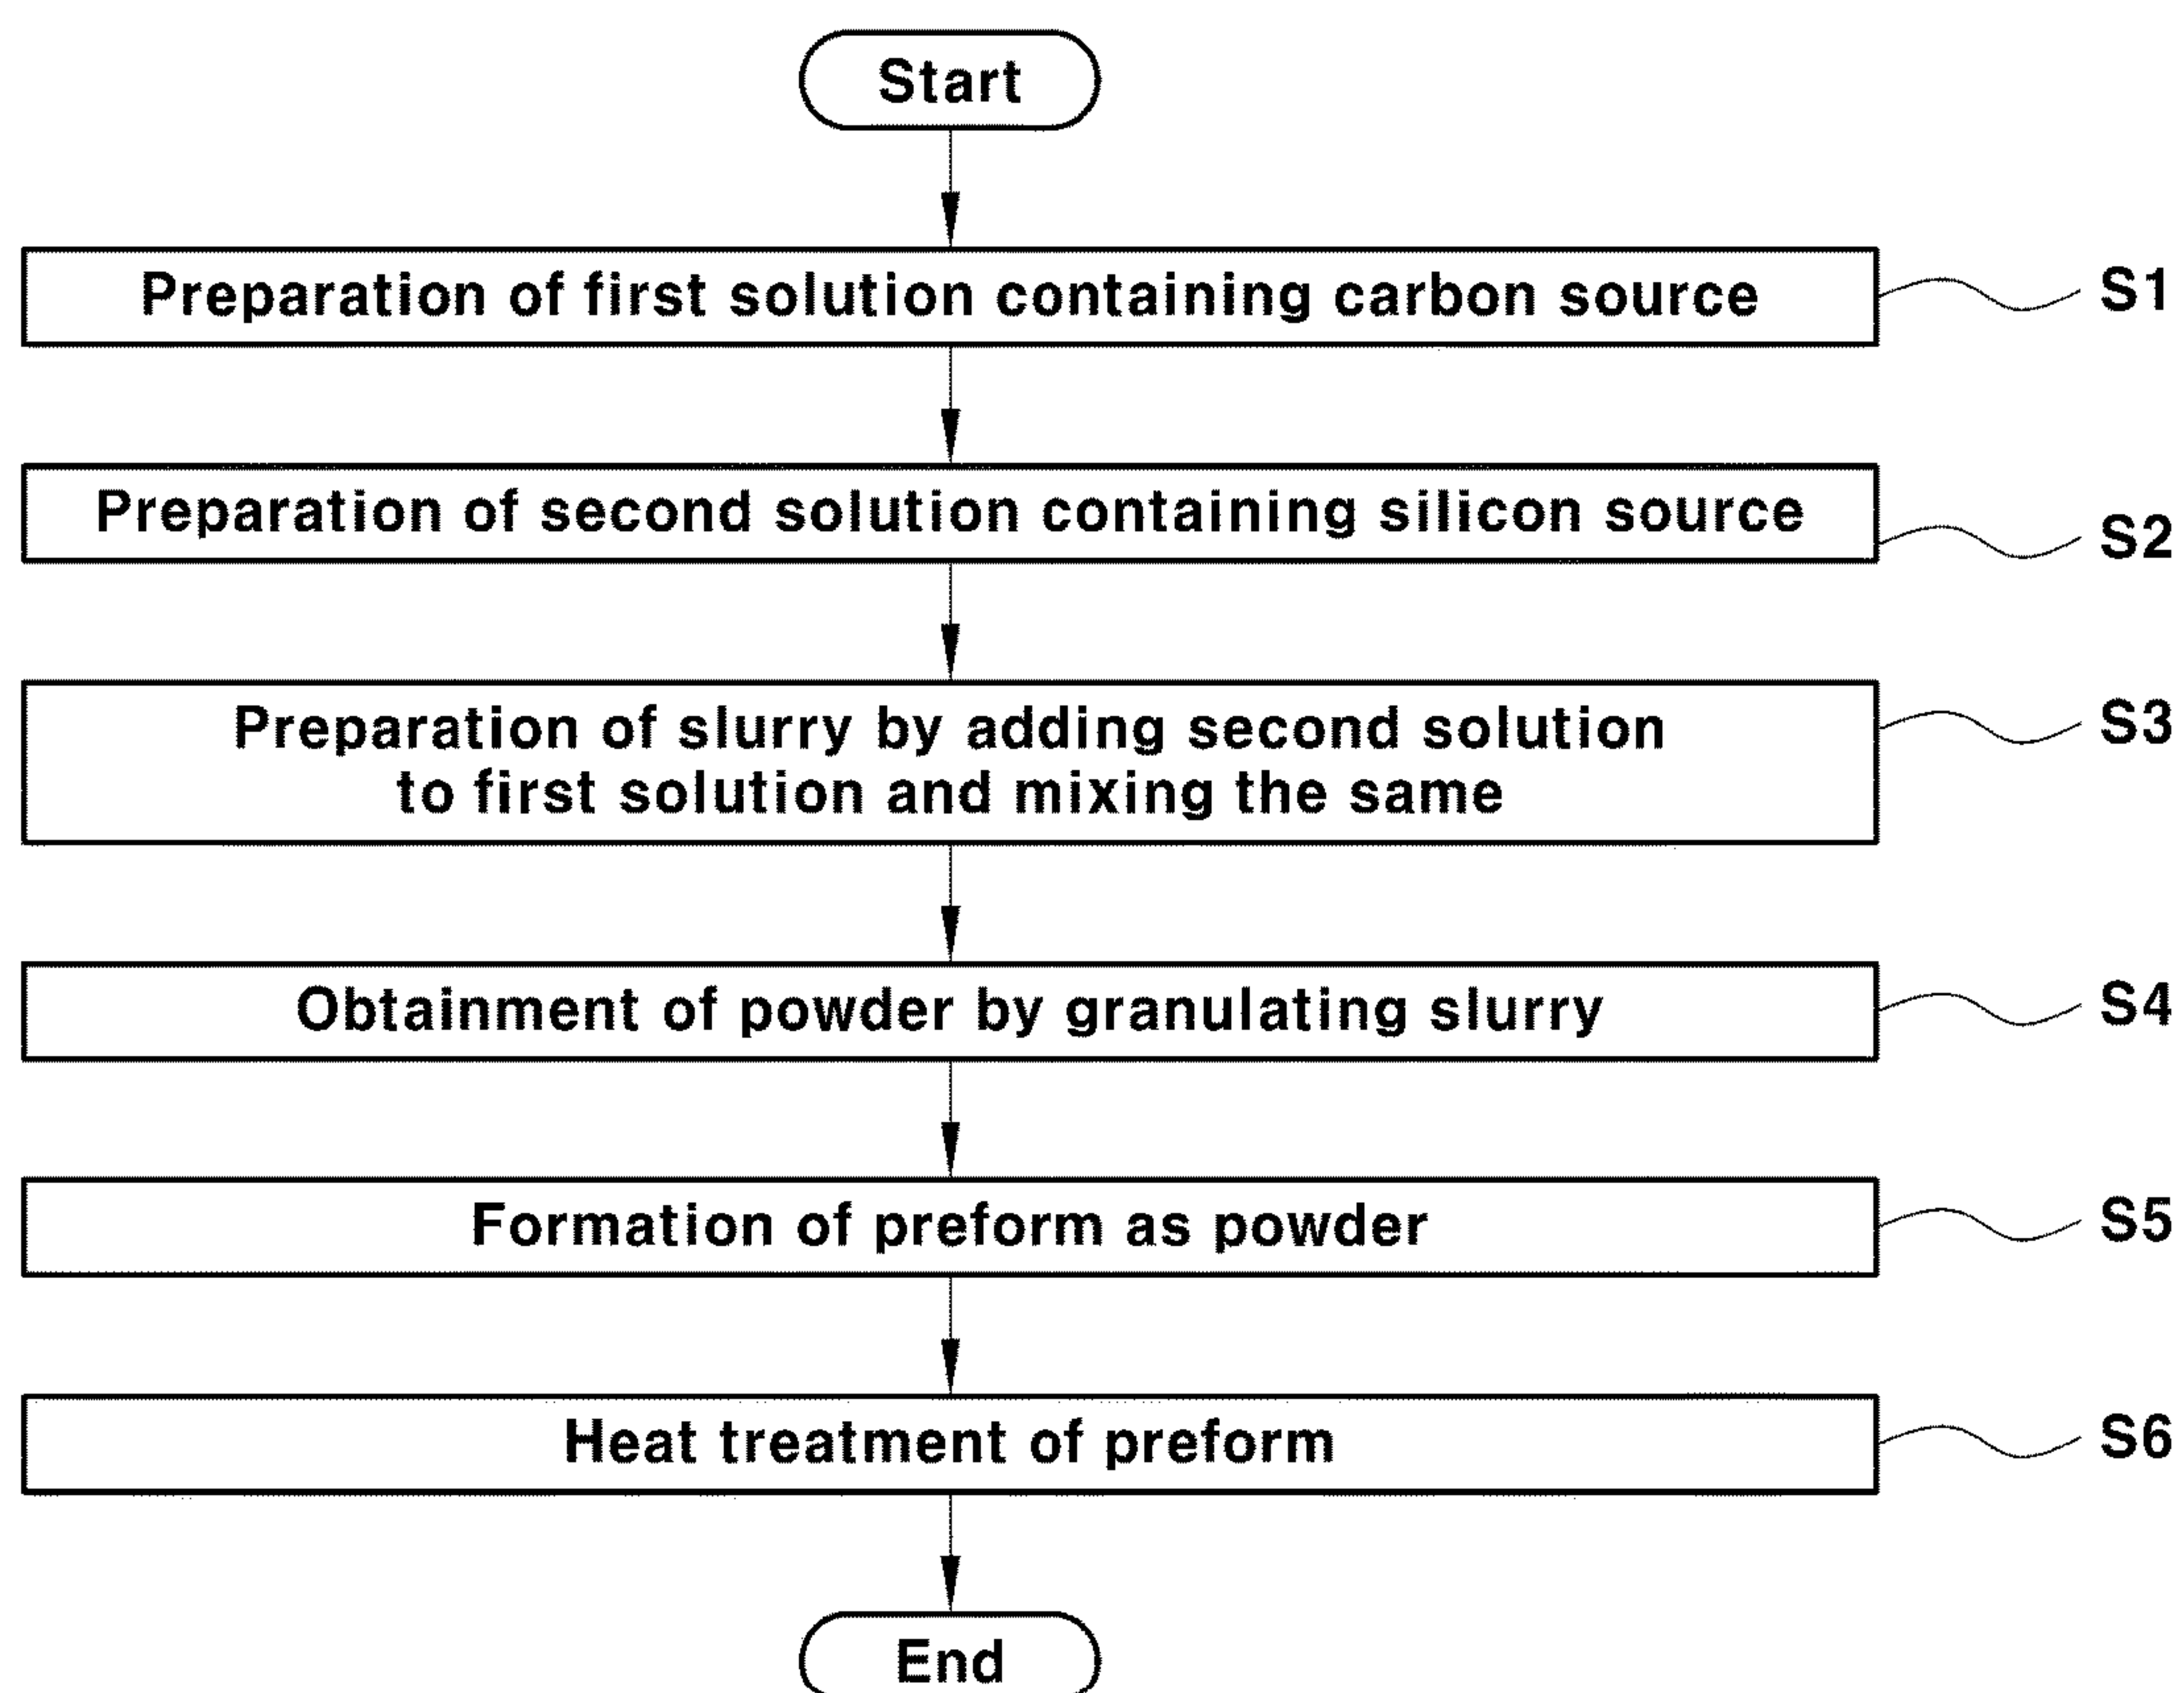 Start
Preparation of first solution containing carbon source
S1
Preparation of second solution containing silicon source
S2
Preparation of slurry by adding second solution
to first solution and mixing the same
S3
Obtainment of powder by granulating slurry
S4
Formation of preform as powder
S5
Heat treatment of preform
S6
End